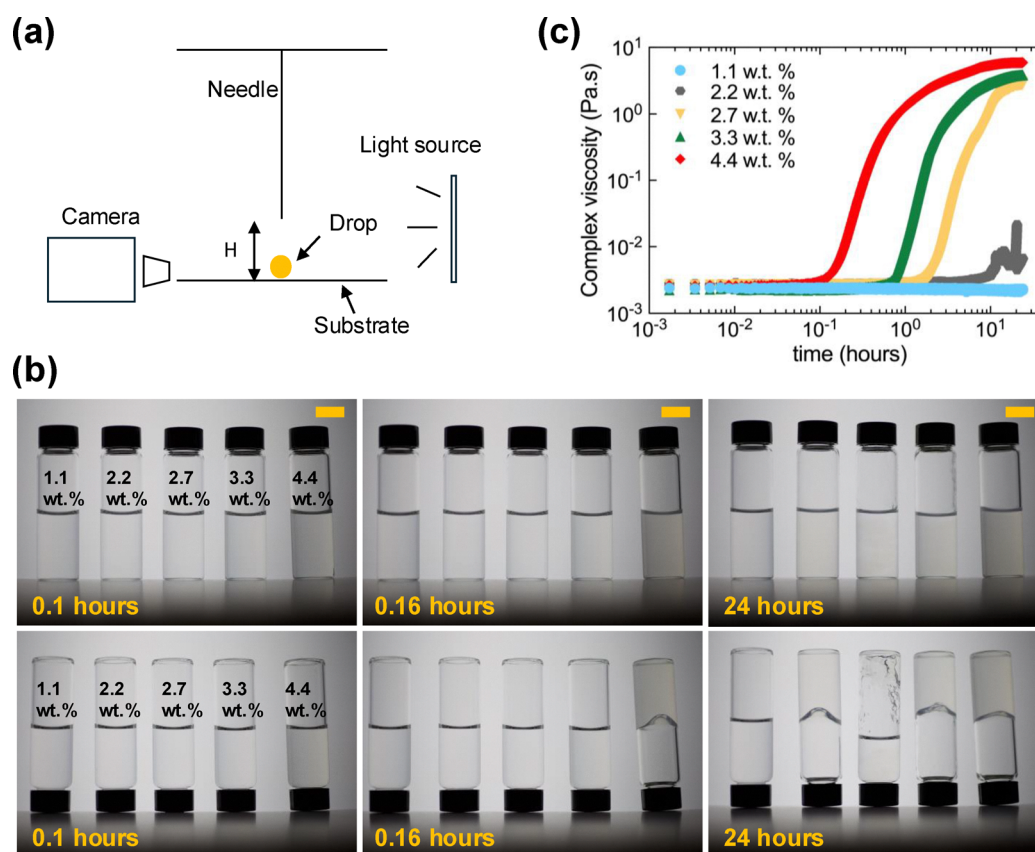 (a)
Needle
Light source
Camera
H
Drop
Substrate
(c)
Complex viscosity (Pa.s)
10^1
10^0
10^-1
10^-2
10^-3
1.1 w.t. %
2.2 w.t. %
2.7 w.t. %
3.3 w.t. %
4.4 w.t. %
10^-3 10^-2 10^-1 10^0 10^1
time (hours)
(b)
1.1 2.2 2.7 3.3 4.4
wt.% wt.% wt.% wt.% wt.%
0.1 hours 0.16 hours 24 hours
1.1 2.2 2.7 3.3 4.4
wt.% wt.% wt.% wt.% wt.%
0.1 hours 0.16 hours 24 hours